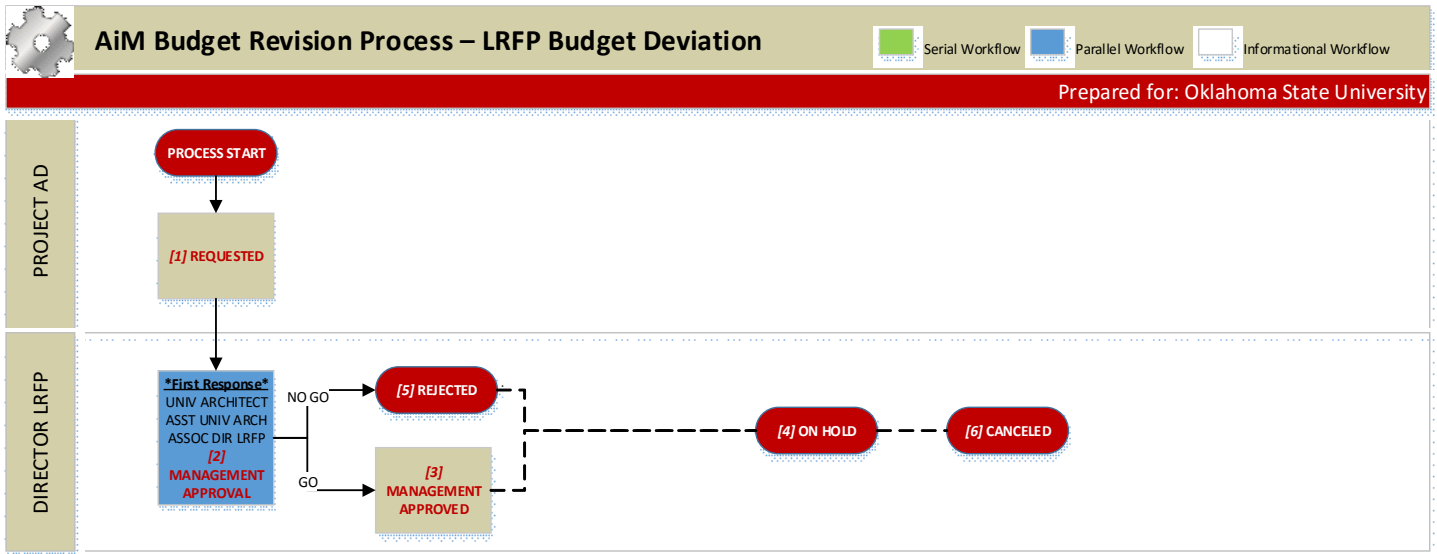 AiM Budget Revision Process – LRFP Budget Deviation
Serial Workflow
Parallel Workflow
Informational Workflow
Prepared for: Oklahoma State University
PROJECT AD
PROCESS START
[1] REQUESTED
DIRECTOR LRFP
*First Response*
UNIV ARCHITECT
ASST UNIV ARCH
ASSOC DIR LRFP
[2]
MANAGEMENT
APPROVAL
NO GO
GO
[5] REJECTED
[3]
MANAGEMENT
APPROVED
[4] ON HOLD
[6] CANCELED